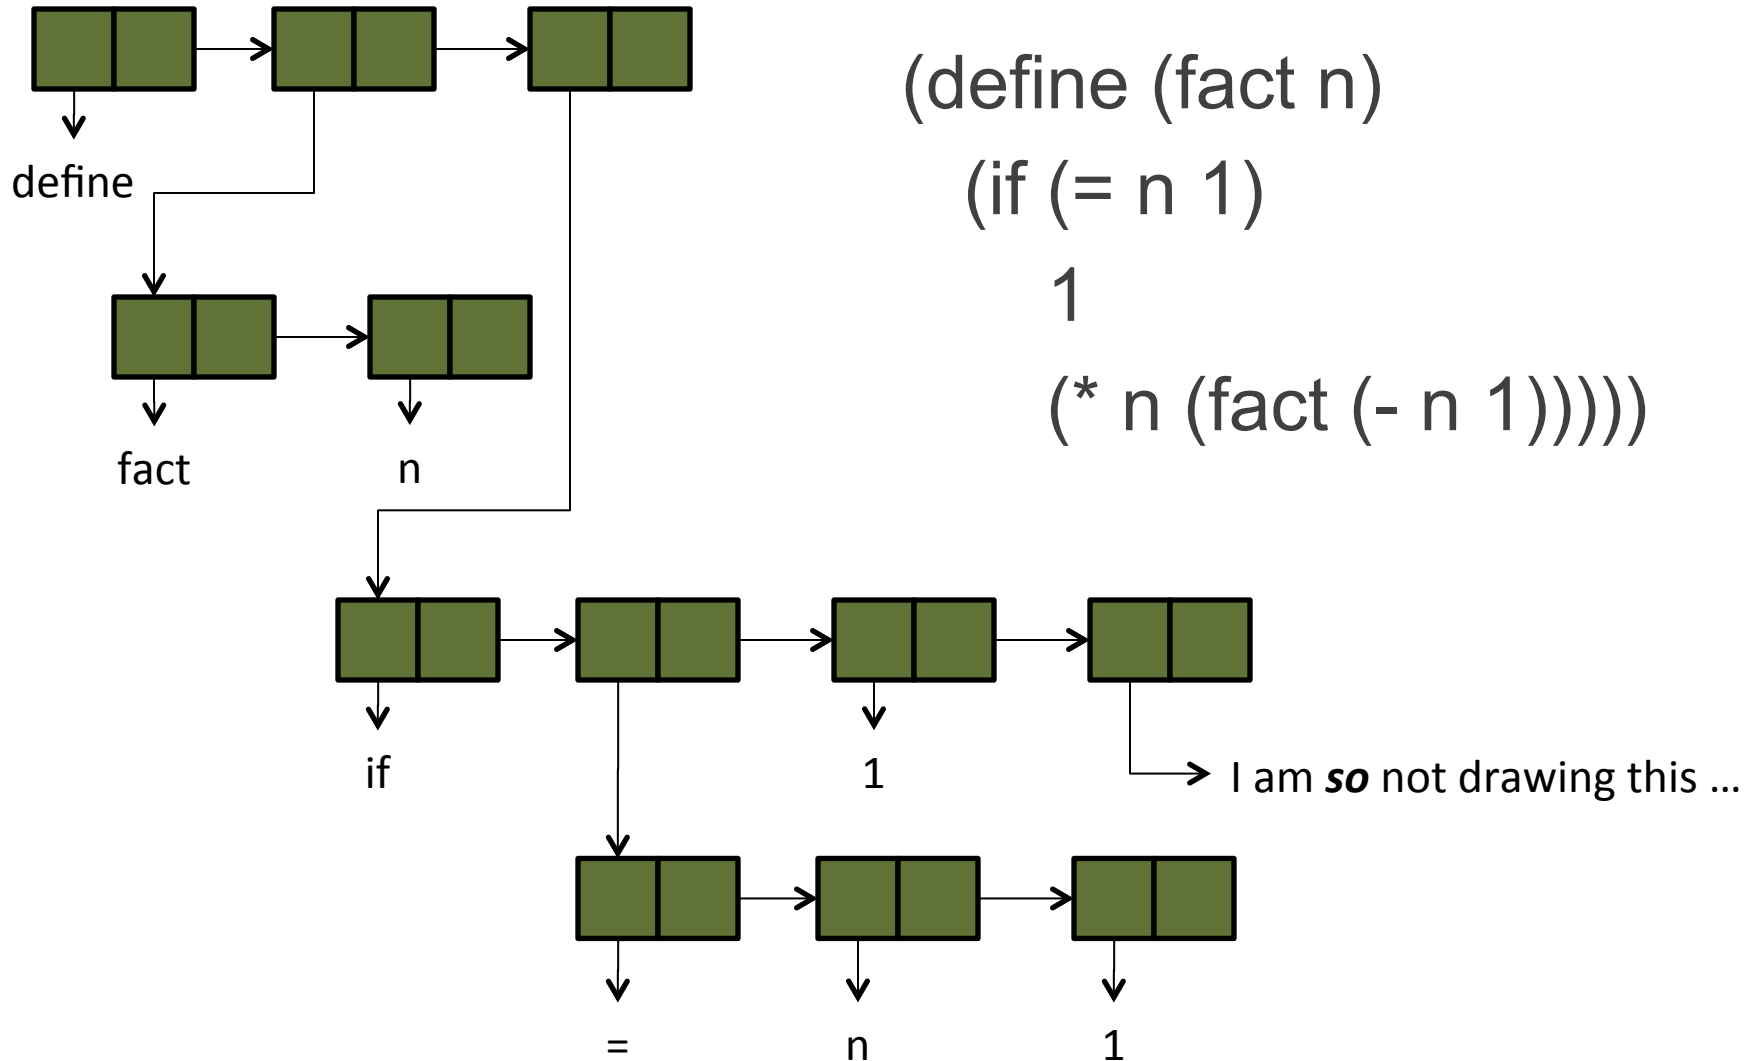 (define (fact n)
(if (= n 1)
1
(* n (fact (- n 1)))))
define
fact
n
if
1
I am so not drawing this ...
=
n
1